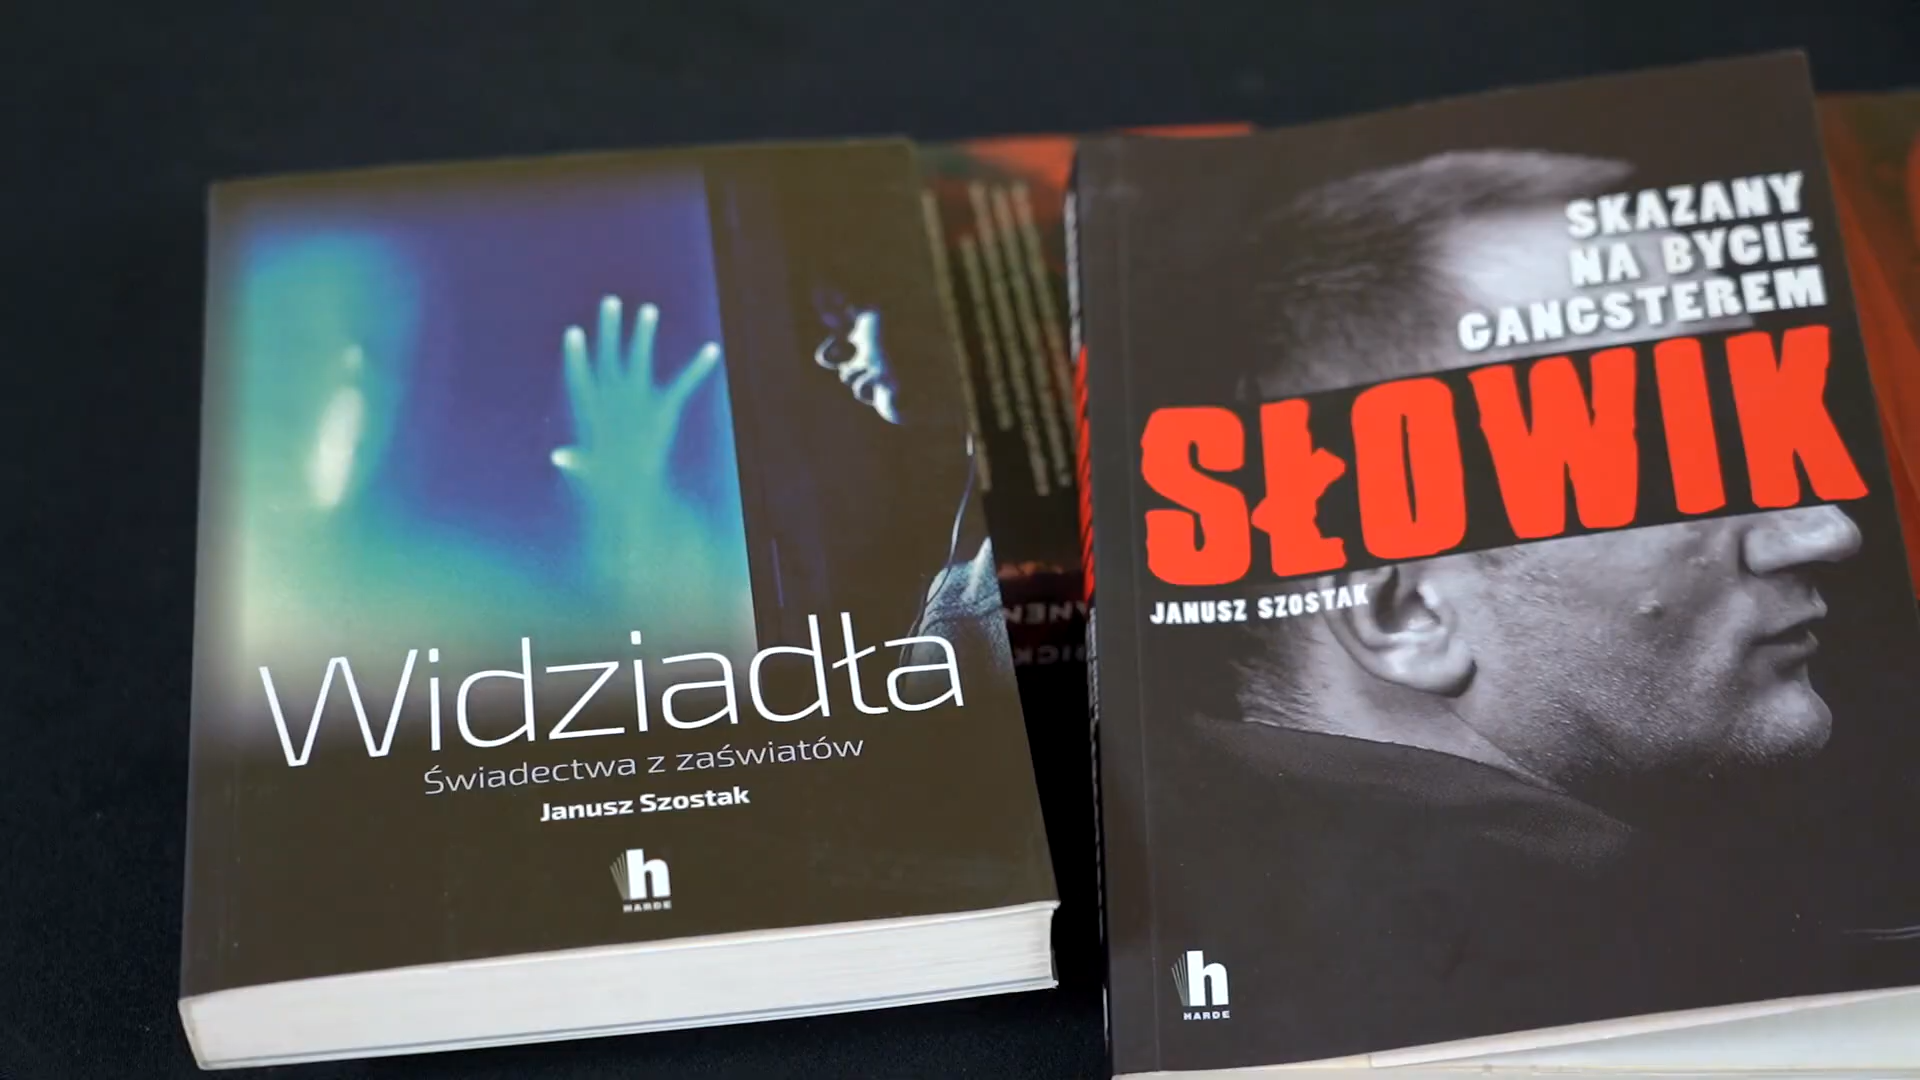 Widziadła
Świadectwa z zaświatów
Janusz Szostak
h
HARDE
SKAZANY
NA BYCIE
GANGSTEREM
SŁOWIK
JANUSZ SZOSTAK
h
HARDE